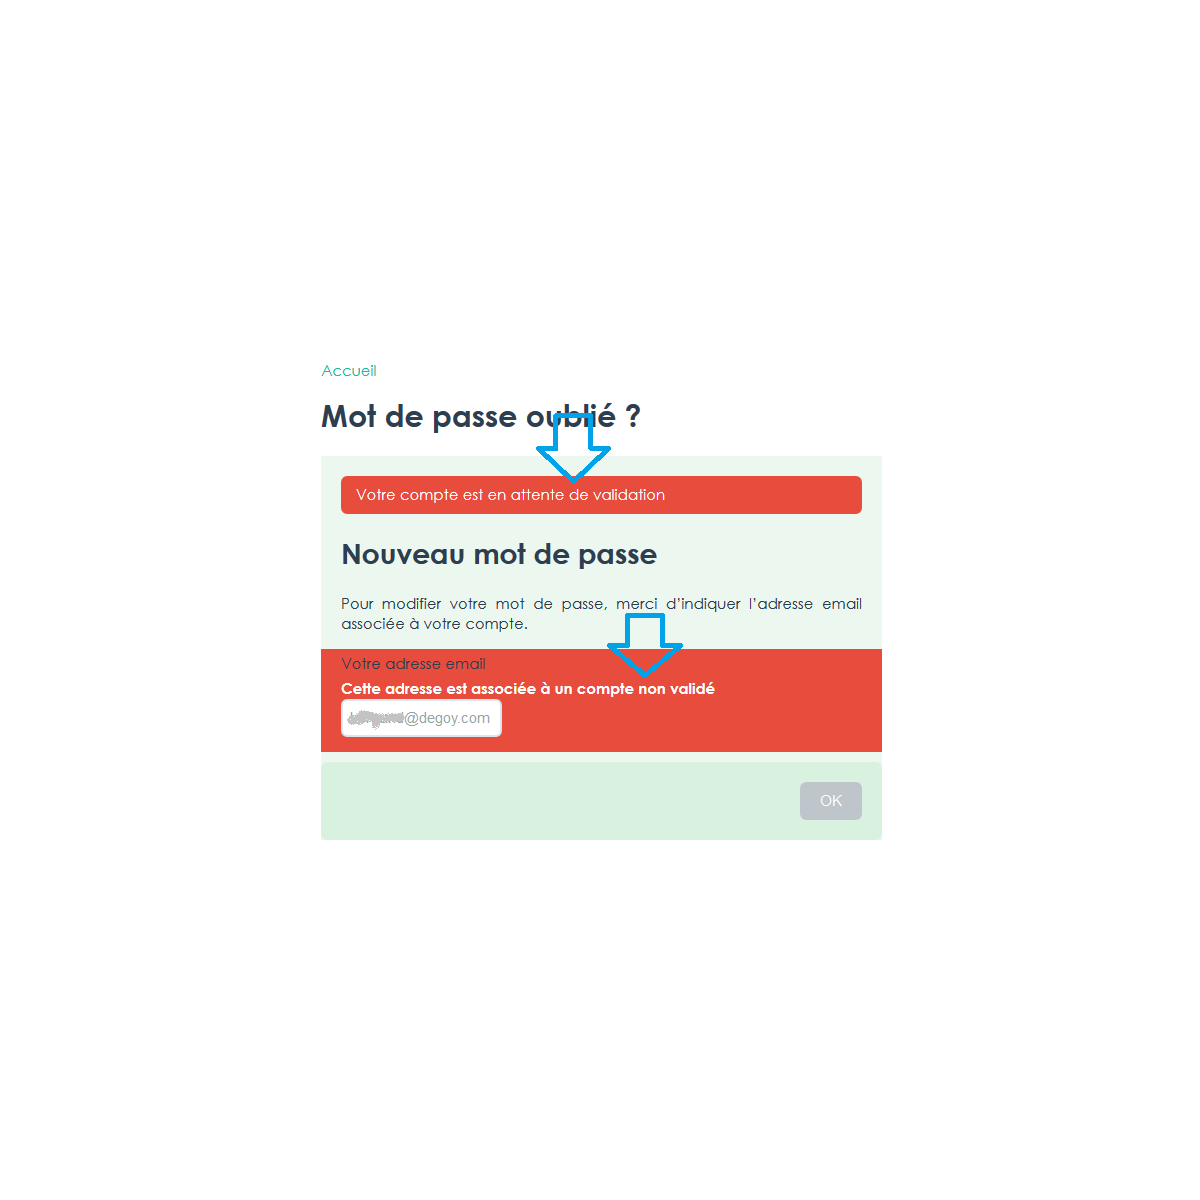 Accueil
Mot de passe oublié ?
Votre compte est en attente de validation
Nouveau mot de passe
Pour modifier votre mot de passe, merci d’indiquer l’adresse email
associée à votre compte.
Votre adresse email
Cette adresse est associée à un compte non validé
@degoy.com
OK